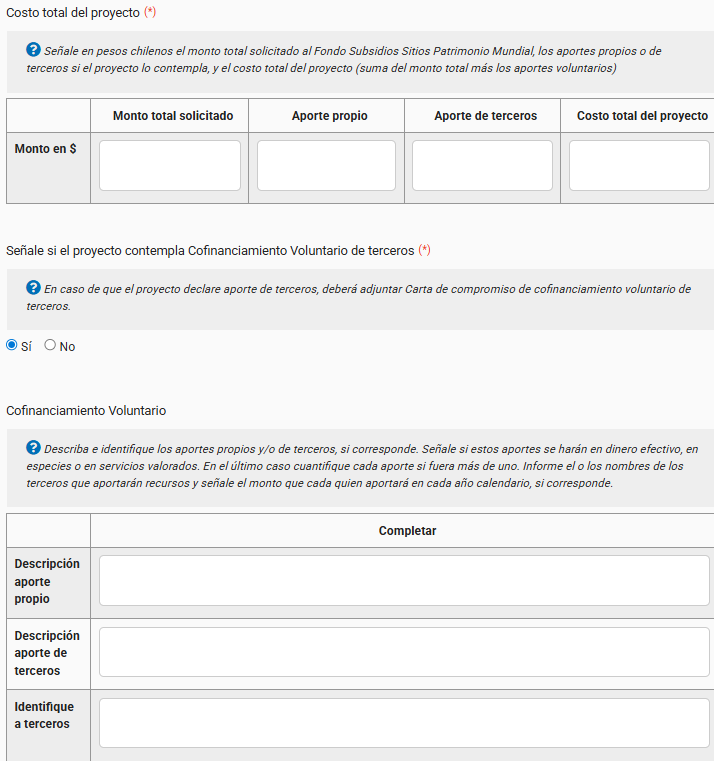 Costo total del proyecto (*)
? Señale en pesos chilenos el monto total solicitado al Fondo Subsidios Sitios Patrimonio Mundial, los aportes propios o de
terceros si el proyecto lo contempla, y el costo total del proyecto (suma del monto total más los aportes voluntarios)
Monto total solicitado Aporte propio Aporte de terceros Costo total del proyecto
Monto en $
Señale si el proyecto contempla Cofinanciamiento Voluntario de terceros (*)
? En caso de que el proyecto declare aporte de terceros, deberá adjuntar Carta de compromiso de cofinanciamiento voluntario de
terceros.
Sí No
Cofinanciamiento Voluntario
? Describa e identifique los aportes propios y/o de terceros, si corresponde. Señale si estos aportes se harán en dinero efectivo, en
especies o en servicios valorados. En el último caso cuantifique cada aporte si fuera más de uno. Informe el o los nombres de los
terceros que aportarán recursos y señale el monto que cada quien aportará en cada año calendario, si corresponde.
Completar
Descripción
aporte
propio
Descripción
aporte de
terceros
Identifique
a terceros